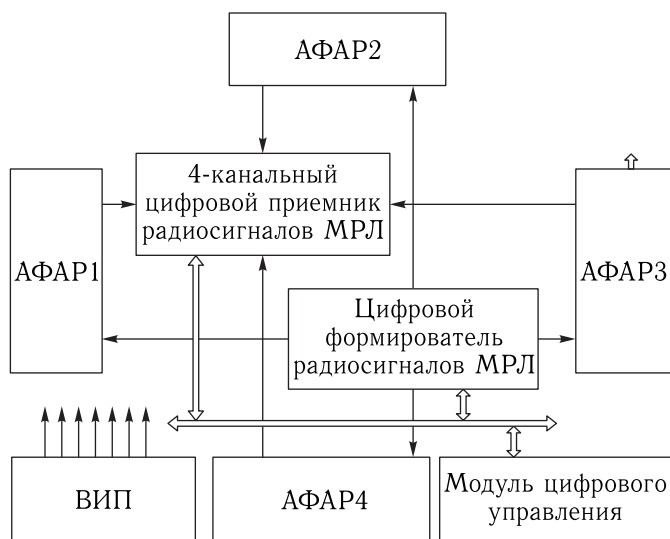 АФАР2
4-канальный
цифровой приемник
радиосигналов МРЛ
АФАР1
АФАР3
Цифровой
формирователь
радиосигналов МРЛ
ВИП
АФАР4
Модуль цифрового
управления